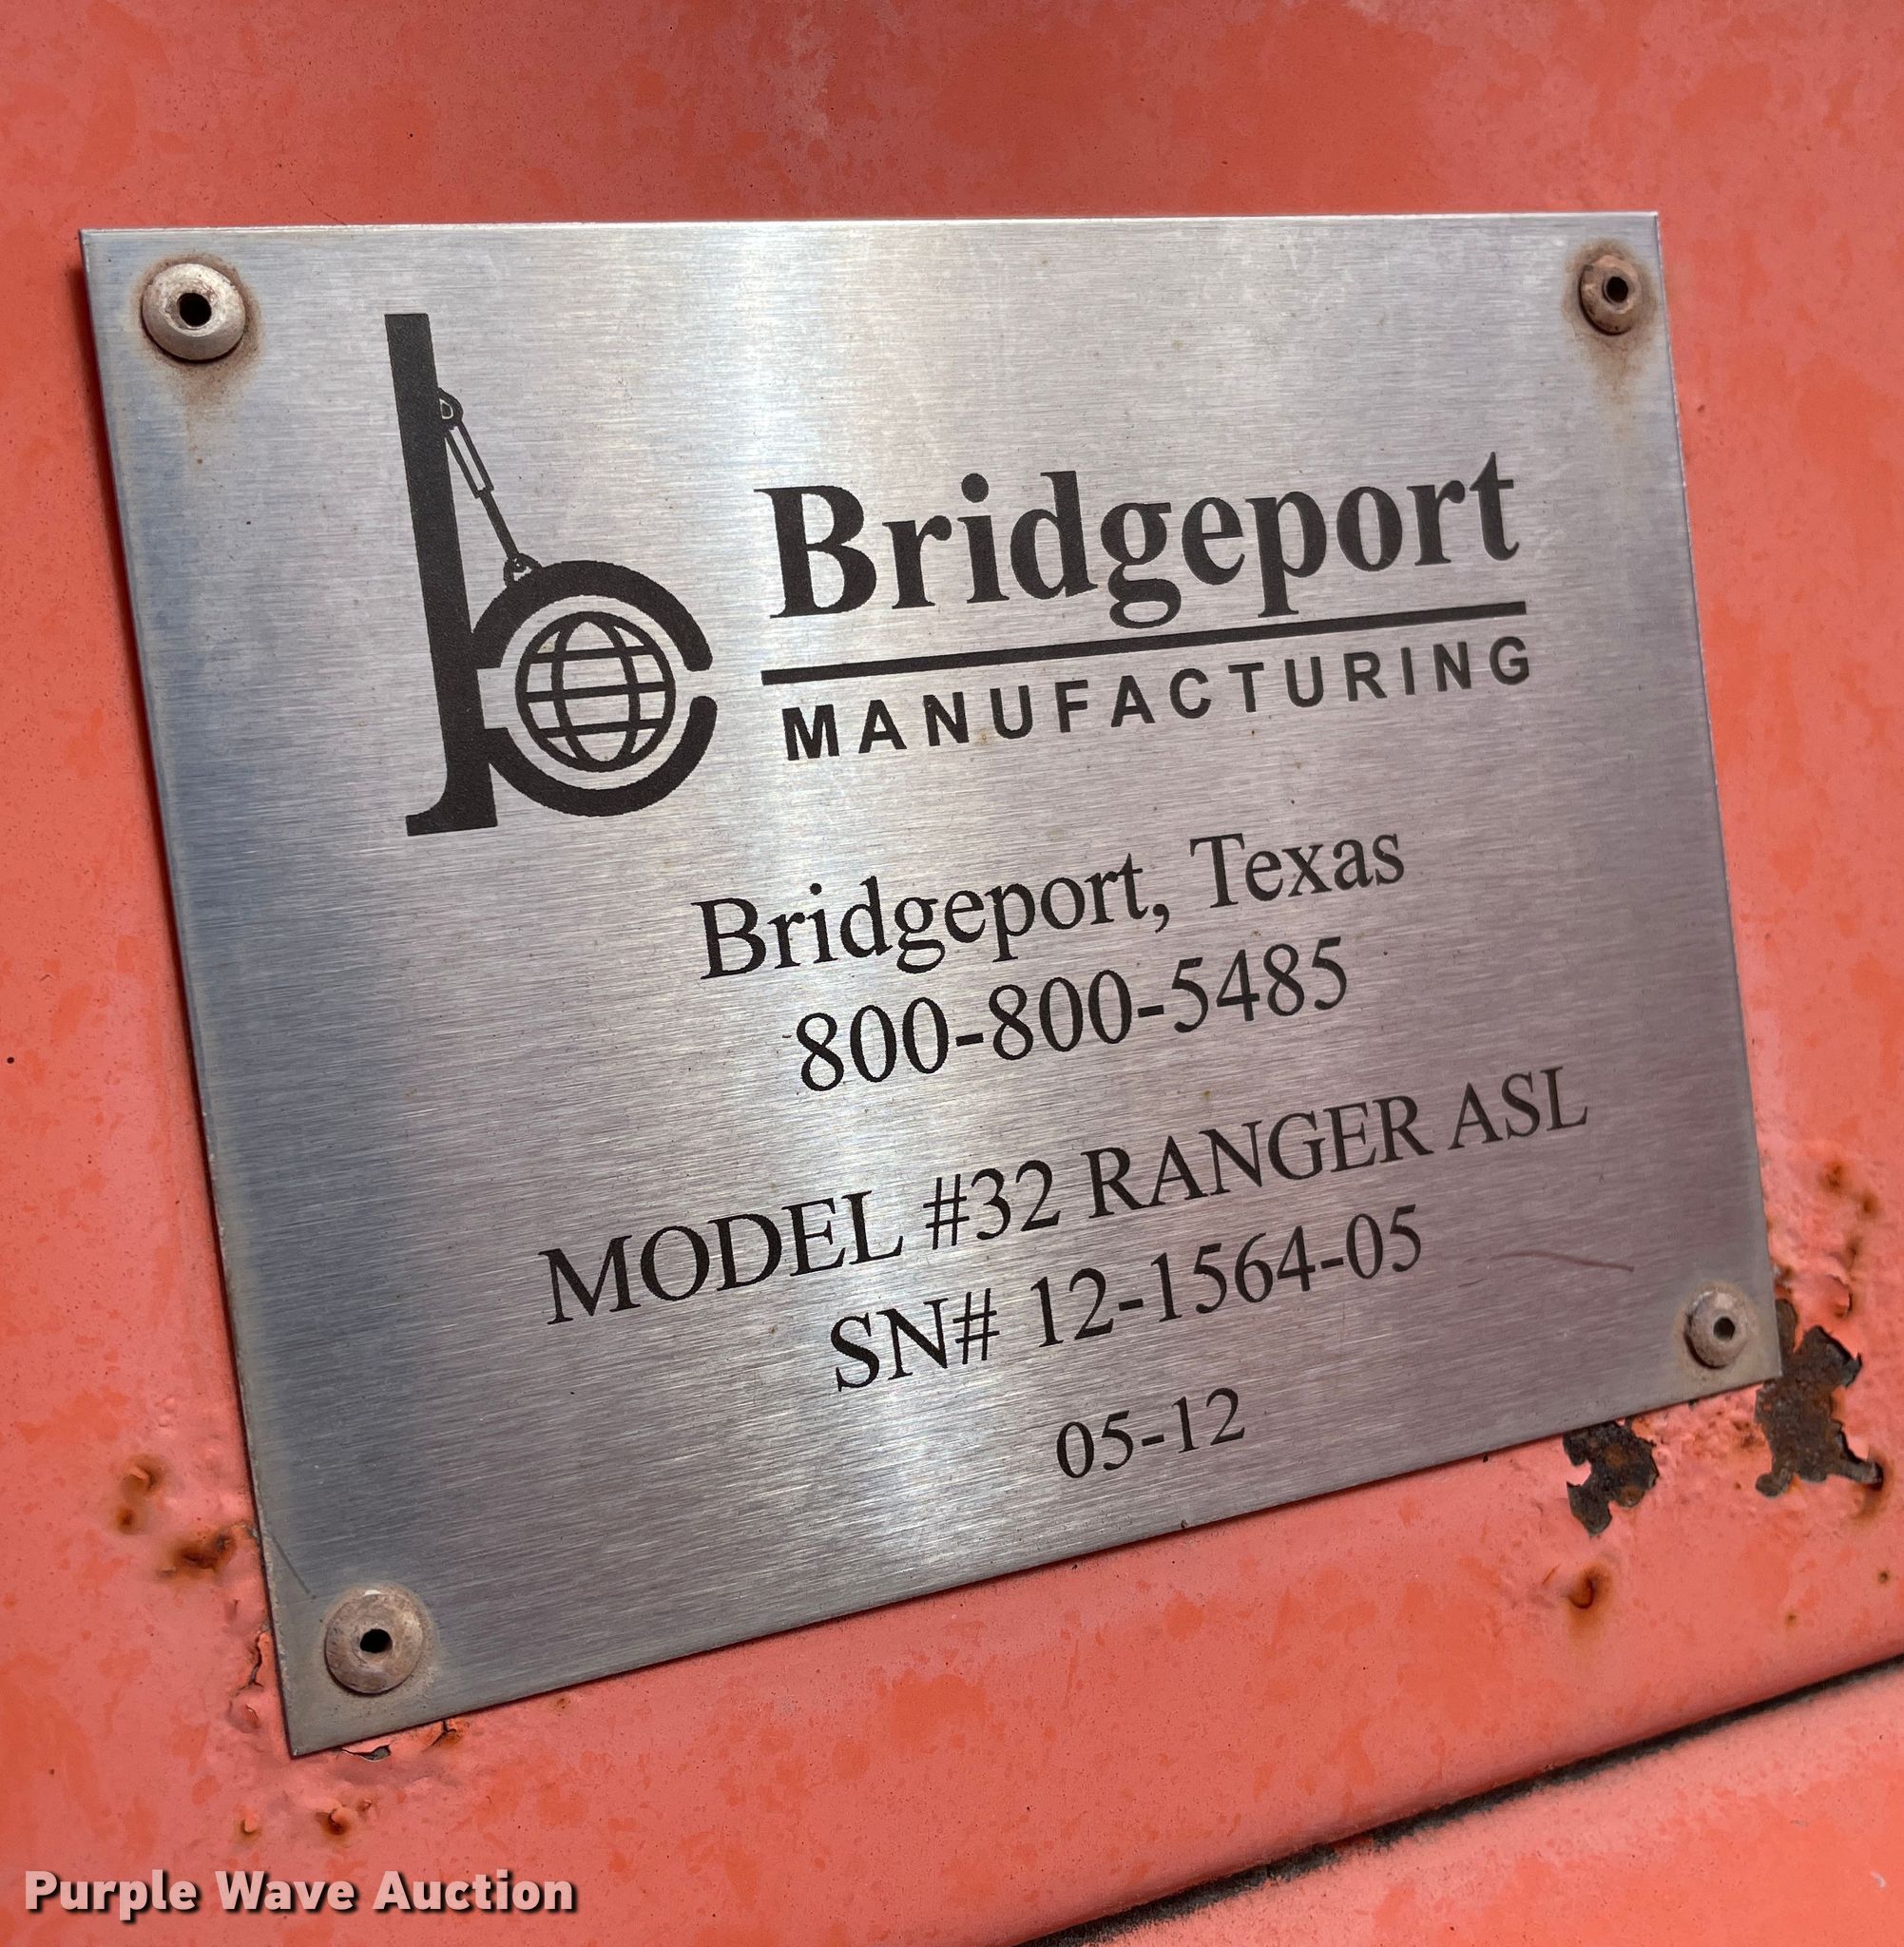 Bridgeport
MANUFACTURING
Bridgeport, Texas
800-800-5485
MODEL #32 RANGER ASL
SN# 12-1564-05
05-12
Purple Wave Auction